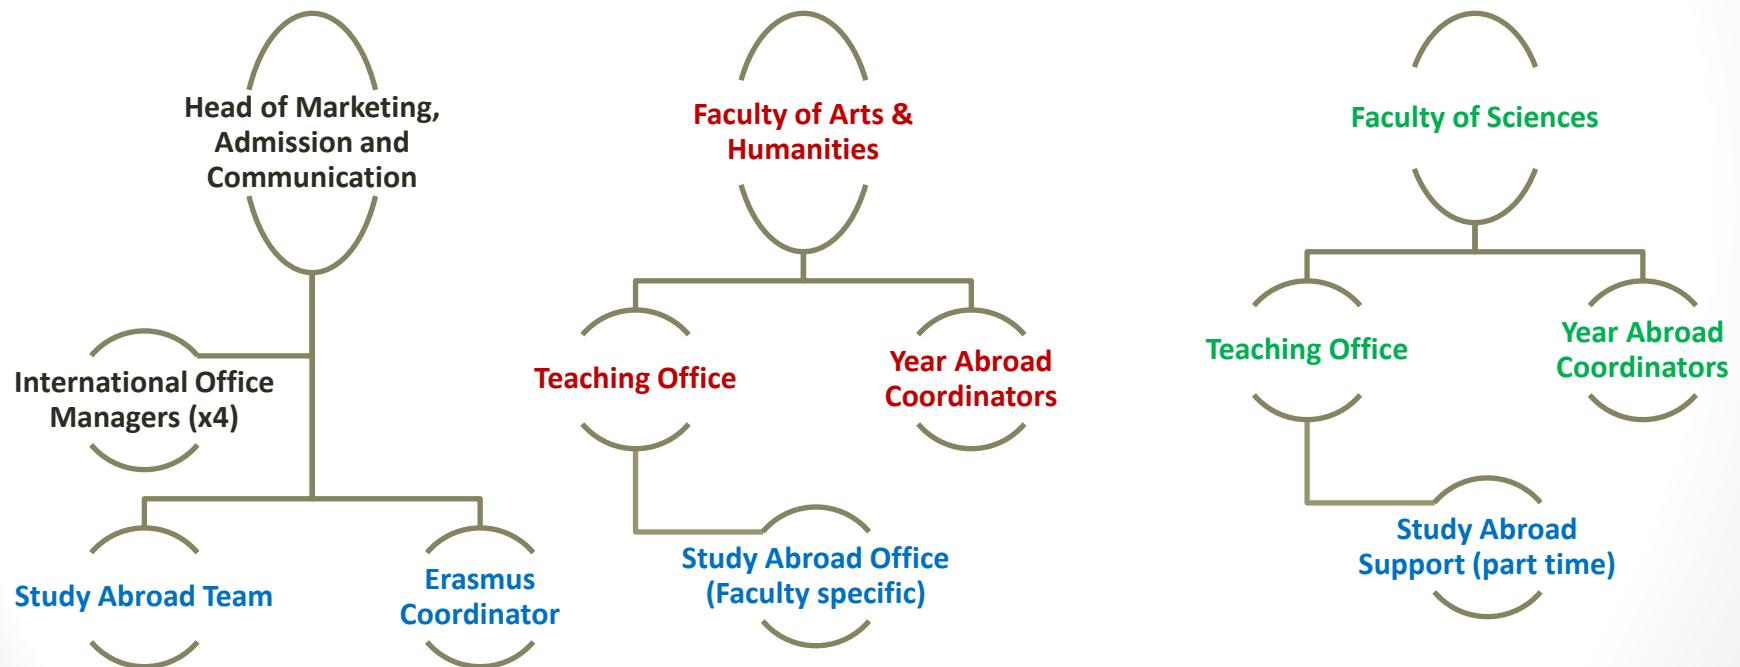 Head of Marketing,
Admission and
Communication
International Office
Managers (x4)
Study Abroad Team
Erasmus
Coordinator
Faculty of Arts &
Humanities
Teaching Office
Year Abroad
Coordinators
Study Abroad Office
(Faculty specific)
Faculty of Sciences
Teaching Office
Year Abroad
Coordinators
Study Abroad
Support (part time)